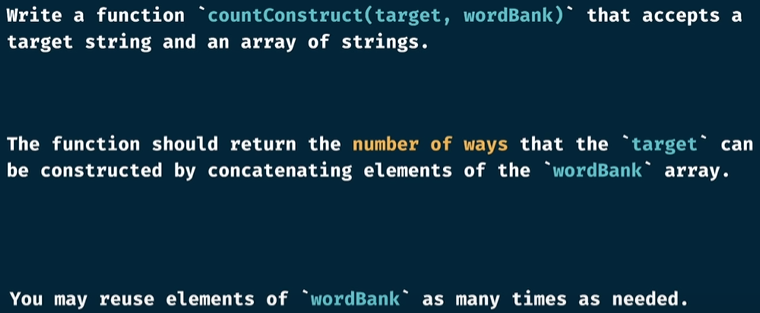 Write a function `countConstruct(target, wordBank)` that accepts a
target string and an array of strings.
The function should return the number of ways that the `target` can
be constructed by concatenating elements of the `wordBank` array.
You may reuse elements of `wordBank` as many times as needed.